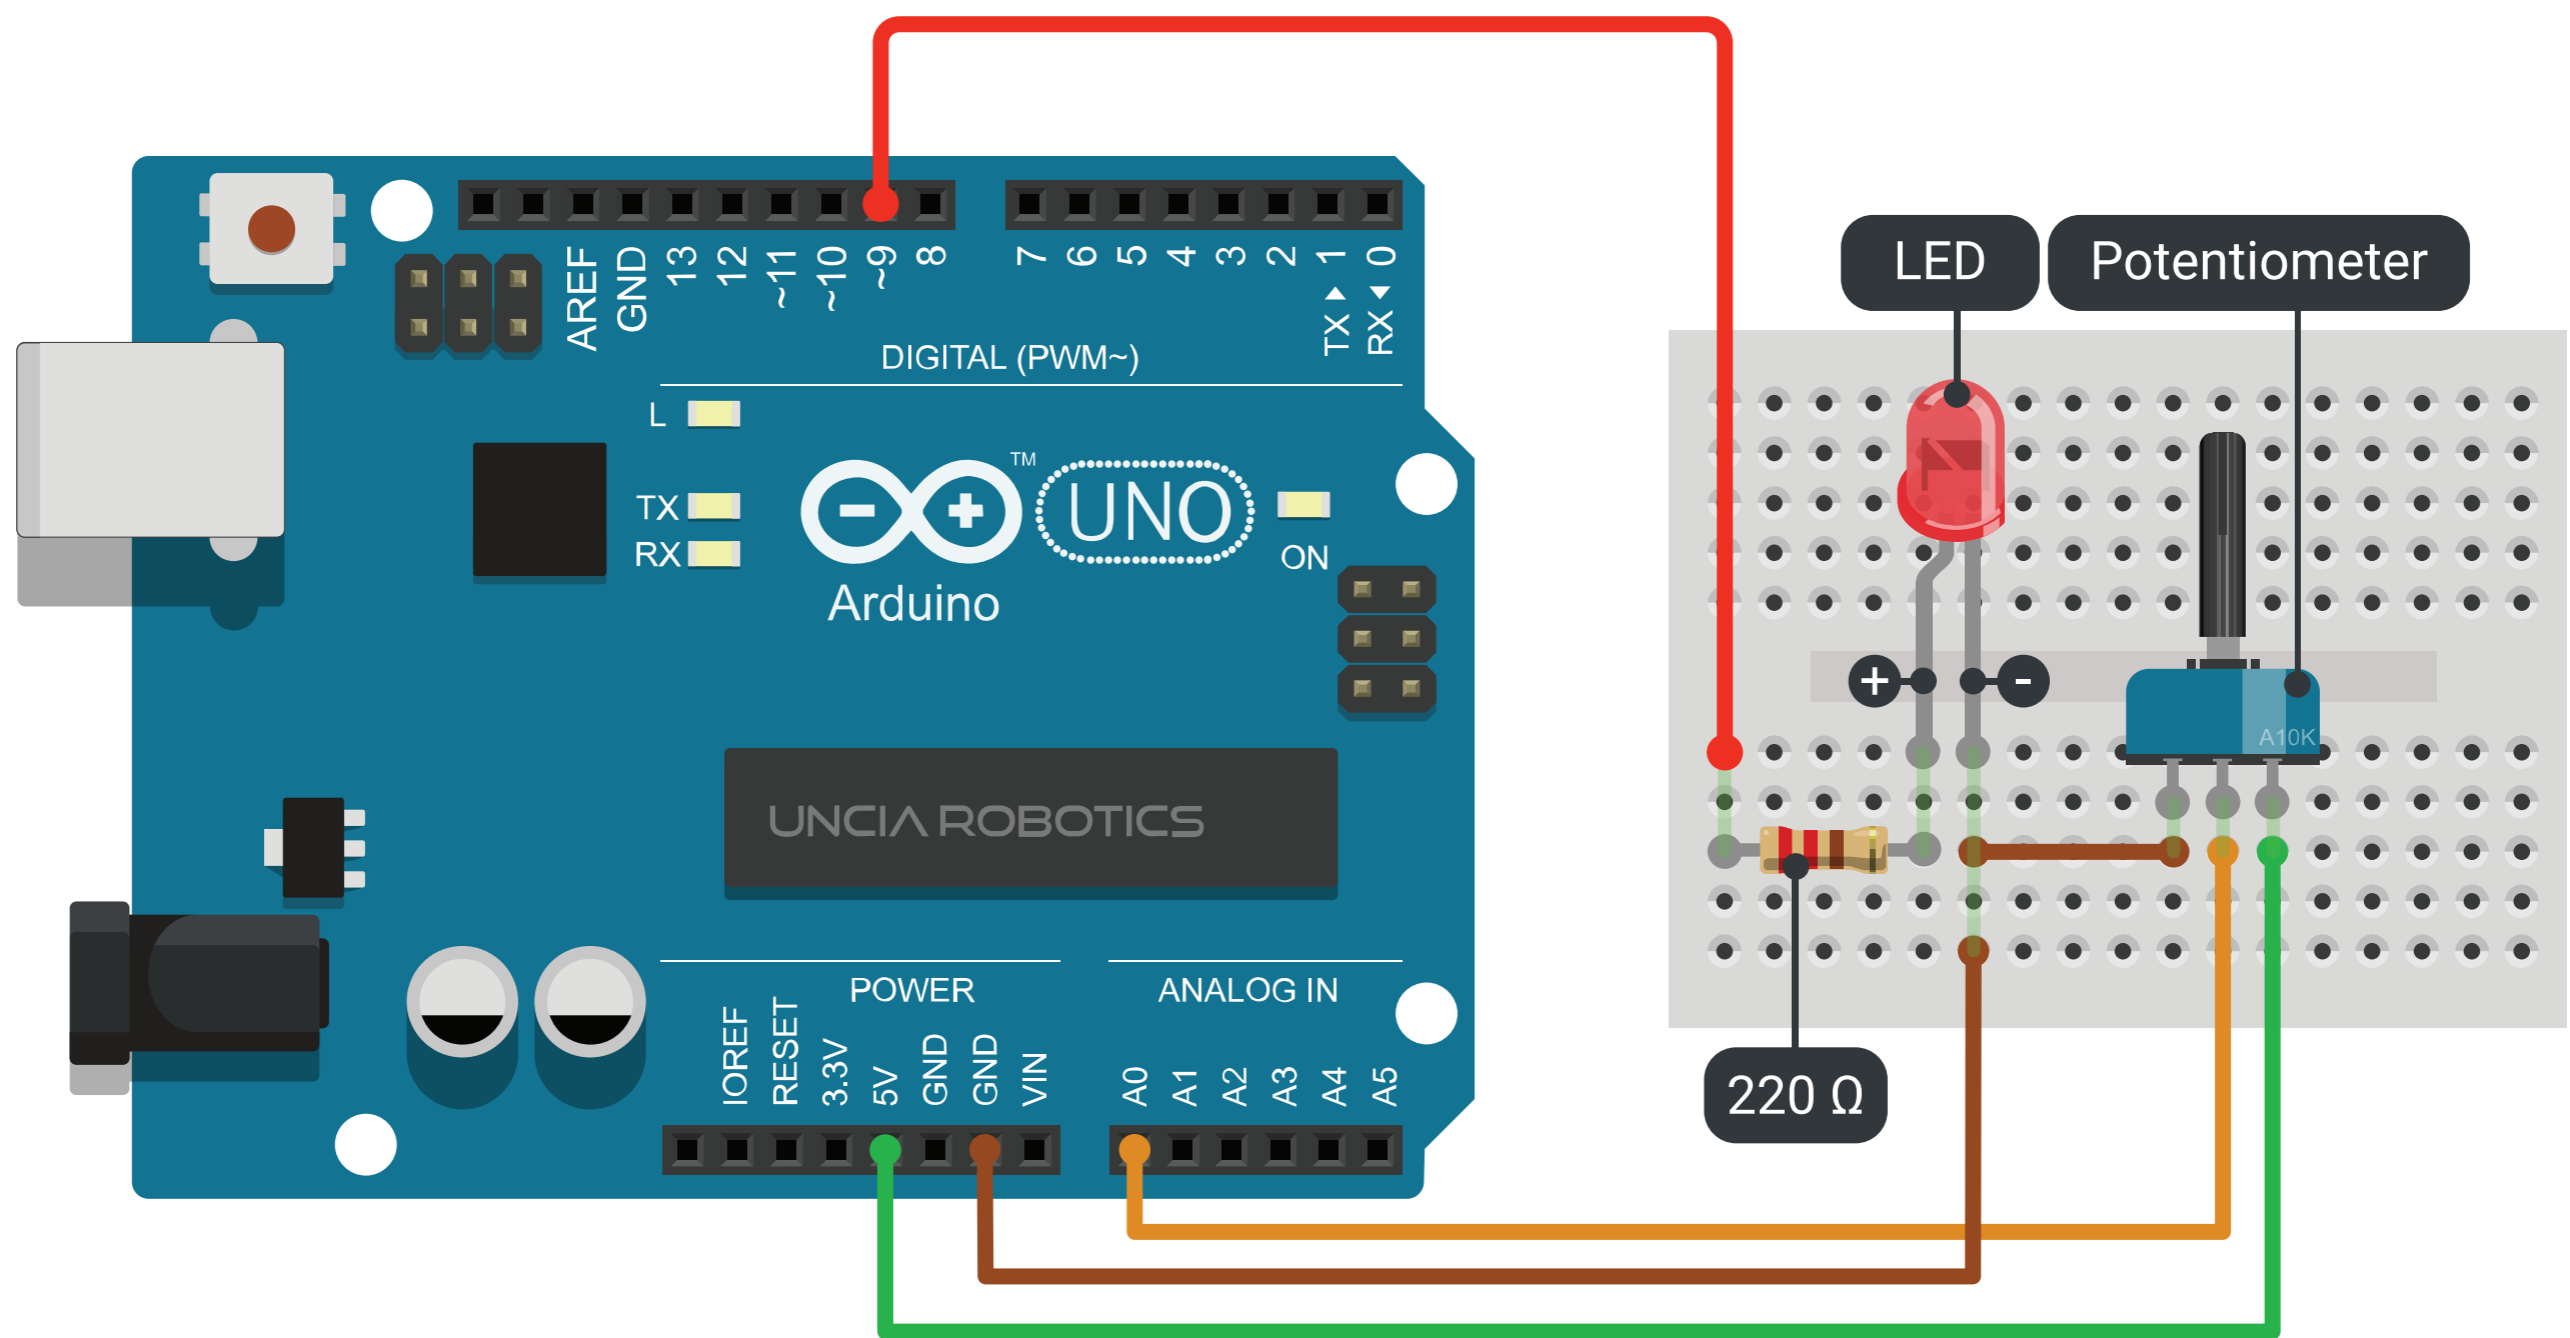 LED
Potentiometer
AREF
GND
13
12
~11
~10
~9
8
7
6
5
4
3
2
TX ▶ 1
RX ◀ 0
DIGITAL (PWM~)
L
TX
RX
TM
UNO
ON
Arduino
+
-
A10K
UNCIA ROBOTICS
POWER
ANALOG IN
IOREF
RESET
3.3V
5V
GND
GND
VIN
A0
A1
A2
A3
A4
A5
220 Ω